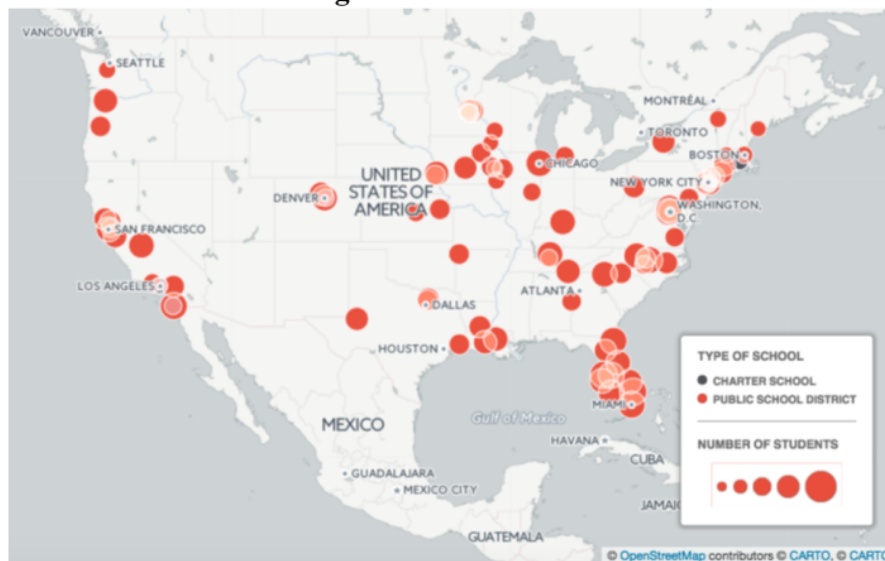 VANCOUVER
SEATTLE
MONTRÉAL
TORONTO
BOSTON
CHICAGO
NEW YORK CITY
UNITED
STATES OF
AMERICA
DENVER
WASHINGTON,
D.C.
SAN FRANCISCO
LOS ANGELES
ATLANTA
DALLAS
HOUSTON
MIAMI
MEXICO
Gulf of Mexico
HAVANA
CUBA
GUADALAJARA
MEXICO CITY
JAMAIC
GUATEMALA
TYPE OF SCHOOL
CHARTER SCHOOL
PUBLIC SCHOOL DISTRICT
NUMBER OF STUDENTS
© OpenStreetMap contributors © CARTO, © CARTO